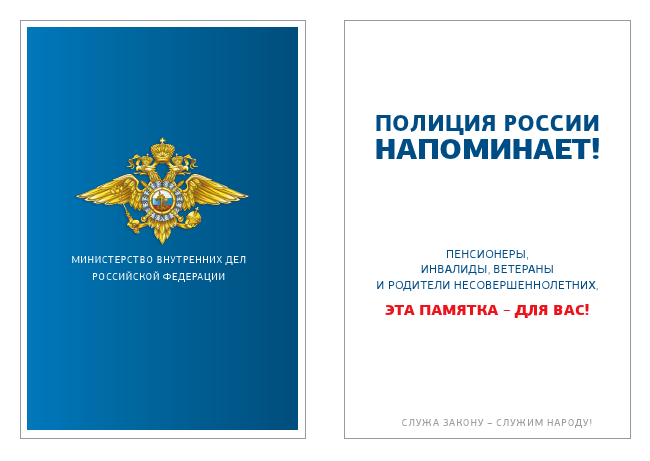 МИНИСТЕРСТВО ВНУТРЕННИХ ДЕЛ
РОССИЙСКОЙ ФЕДЕРАЦИИ
ПОЛИЦИЯ РОССИИ
НАПОМИНАЕТ!
ПЕНСИОНЕРЫ,
ИНВАЛИДЫ, ВЕТЕРАНЫ
И РОДИТЕЛИ НЕСОВЕРШЕННОЛЕТНИХ,
ЭТА ПАМЯТКА – ДЛЯ ВАС!
СЛУЖА ЗАКОНУ – СЛУЖИМ НАРОДУ!